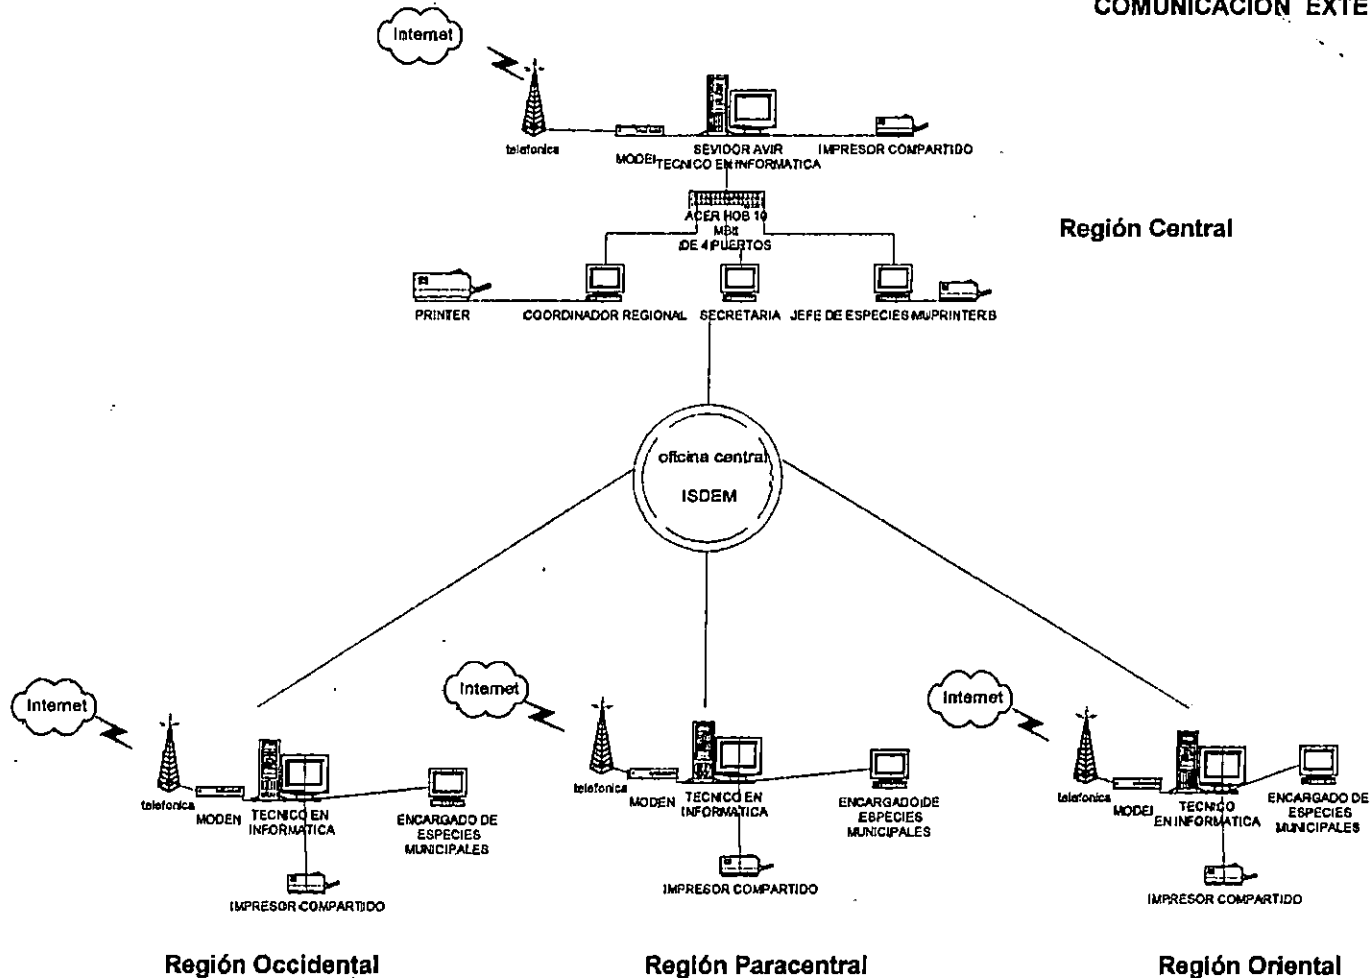 COMUNICACION EXTE
Internet
telefonica
MODEI
SEVIDOR AVIR
TECNICO EN INFORMATICA
IMPRESOR COMPARTIDO
ACER HOB 10
MBit
DE 4 PUERTOS
Región Central
PRINTER
COORDINADOR REGIONAL
SECRETARIA
JEFE DE ESPECIES MUPRINTER.B
oficina central
ISDEM
Internet
telefonica
MODEN
TECNICO EN
INFORMATICA
ENCARGADO DE
ESPECIES
MUNICIPALES
IMPRESOR COMPARTIDO
Internet
telefonica
MODEN
TECNICO EN
INFORMATICA
ENCARGADO DE
ESPECIES
MUNICIPALES
IMPRESOR COMPARTIDO
Internet
telefonica
MODEI
TECNICO
EN INFORMATICA
ENCARGADO DE
ESPECIES
MUNICIPALES
IMPRESOR COMPARTIDO
Región Occidental
Región Paracentral
Región Oriental